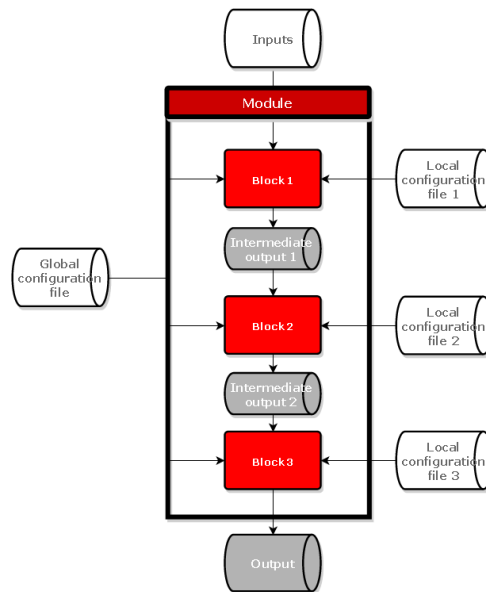 Inputs
Module
Block 1
Local
configuration
file 1
Intermediate
output 1
Global
configuration
file
Block 2
Local
configuration
file 2
Intermediate
output 2
Block 3
Local
configuration
file 3
Output